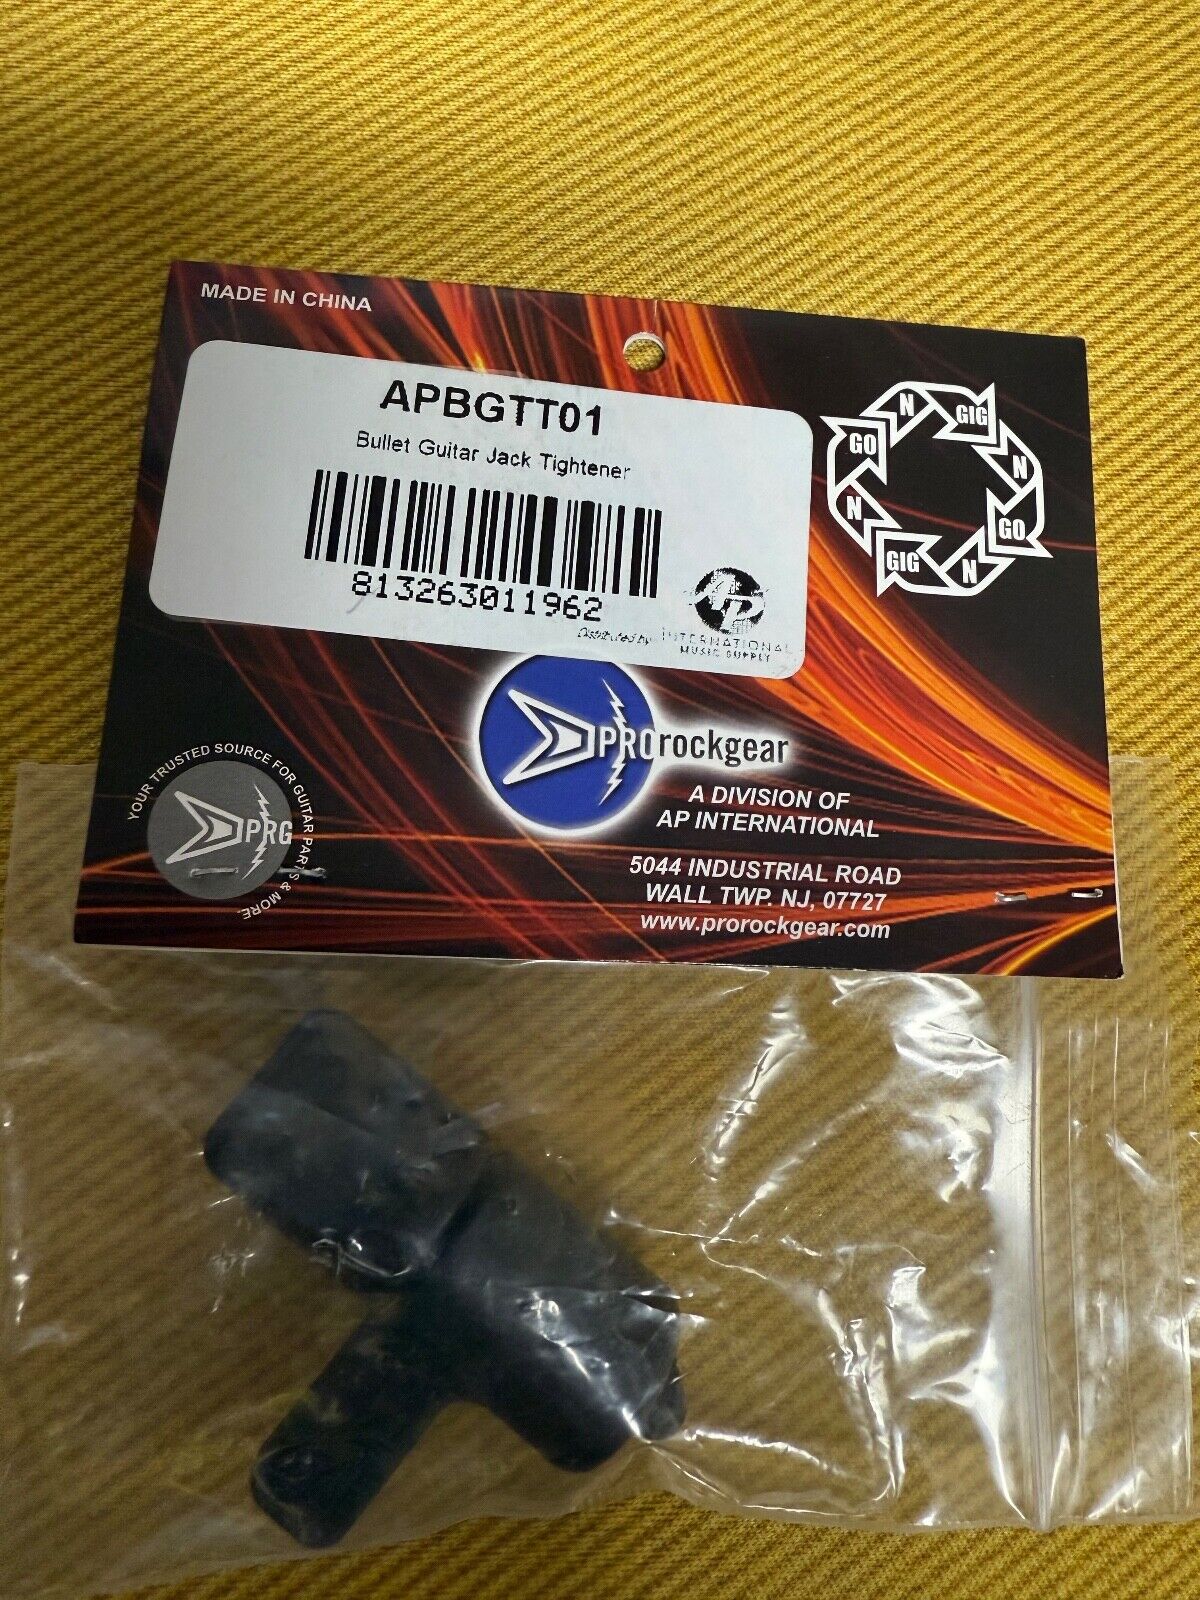 MADE IN CHINA
APBGTT01
Bullet Guitar Jack Tightener
813263011962
Distributed by
AP
INTERNATIONAL
MUSIC SUPPLY
N
GIG
N
GO
N
GIG
N
GO
PROrockgear
A DIVISION OF
AP INTERNATIONAL
5044 INDUSTRIAL ROAD
WALL TWP. NJ, 07727
www.prorockgear.com
YOUR TRUSTED SOURCE FOR GUITAR PARTS & MORE.
PRG